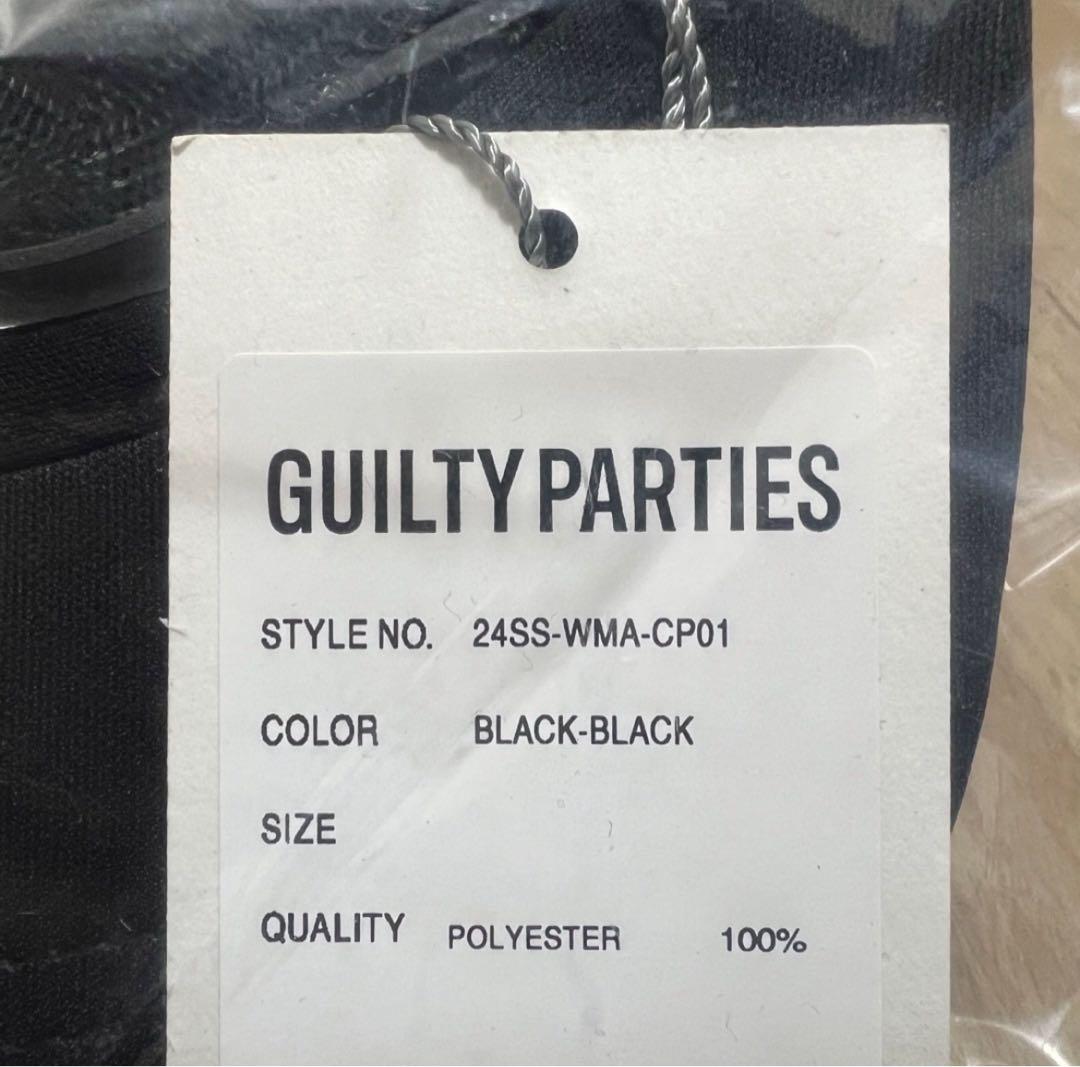 GUILTY PARTIES
STYLE NO. 24SS-WMA-CP01
COLOR BLACK-BLACK
SIZE
QUALITY POLYESTER 100%